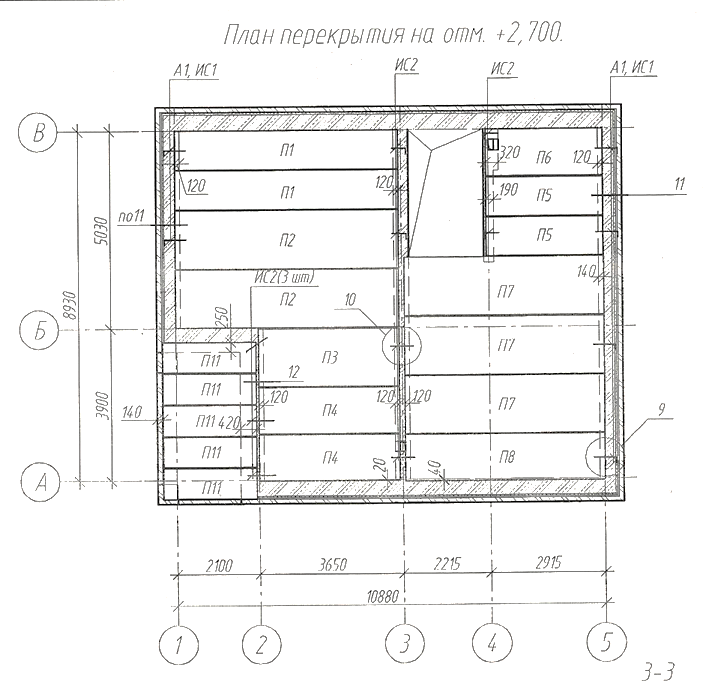 План перекрытия на отм. +2,700.
А1, ИС1
ИС2
ИС2
А1, ИС1
В
П1
320
П6
120
120
120
11
П1
190
П5
по11
П2
П5
5030
8930
ИС2(3 шт)
140
П2
10
П7
Б
250
П11
П3
П7
12
П11
3900
120
120
120
140
П11
420
П4
П7
9
П11
П4
П8
20
40
А
П11
2100
3650
2215
2915
10880
1
2
3
4
5
3-3